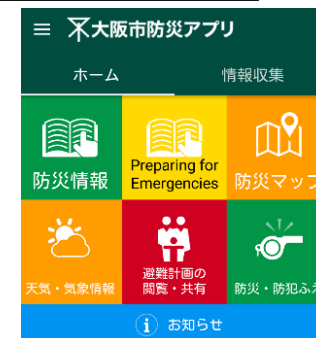 大阪市防災アプリ
ホーム 情報収集
防災情報 Preparing for Emergencies 防災マップ
天気・気象情報 避難計画の 閲覧・共有 防災・防犯ふえ
お知らせ